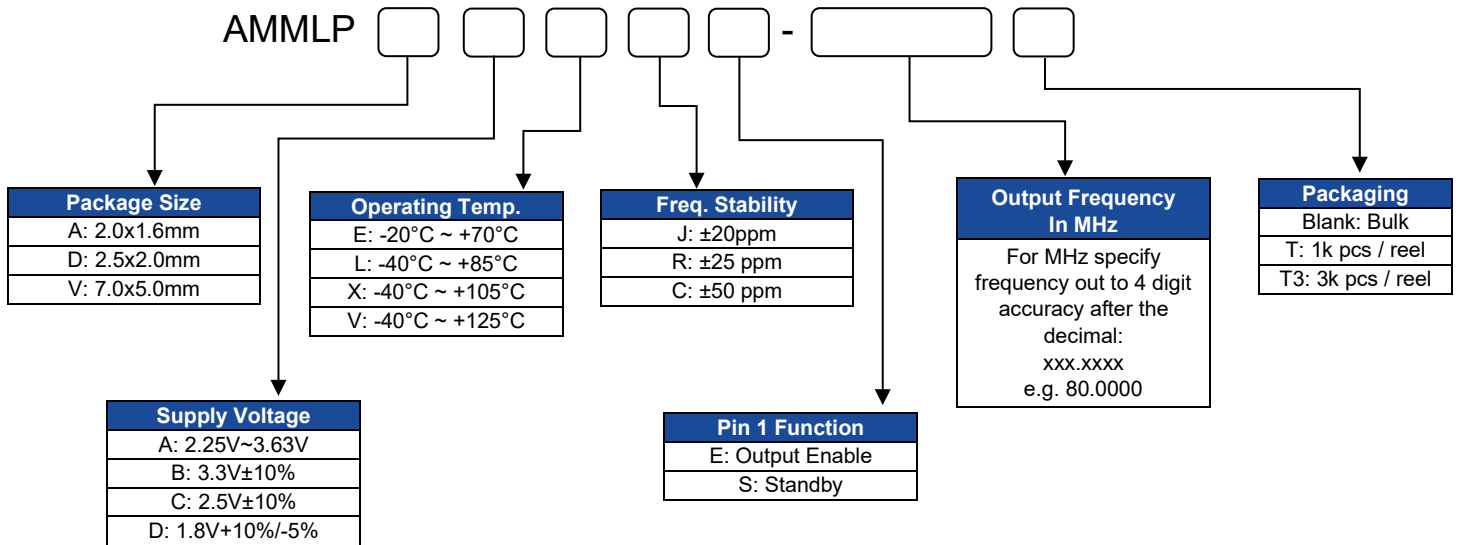 AMMLP -
Package Size
A: 2.0x1.6mm
D: 2.5x2.0mm
V: 7.0x5.0mm
Supply Voltage
A: 2.25V~3.63V
B: 3.3V±10%
C: 2.5V±10%
D: 1.8V+10%/-5%
Operating Temp.
E: -20°C ~ +70°C
L: -40°C ~ +85°C
X: -40°C ~ +105°C
V: -40°C ~ +125°C
Freq. Stability
J: ±20ppm
R: ±25 ppm
C: ±50 ppm
Pin 1 Function
E: Output Enable
S: Standby
Output Frequency
In MHz
For MHz specify
frequency out to 4 digit
accuracy after the
decimal:
xxx.xxxx
e.g. 80.0000
Packaging
Blank: Bulk
T: 1k pcs / reel
T3: 3k pcs / reel